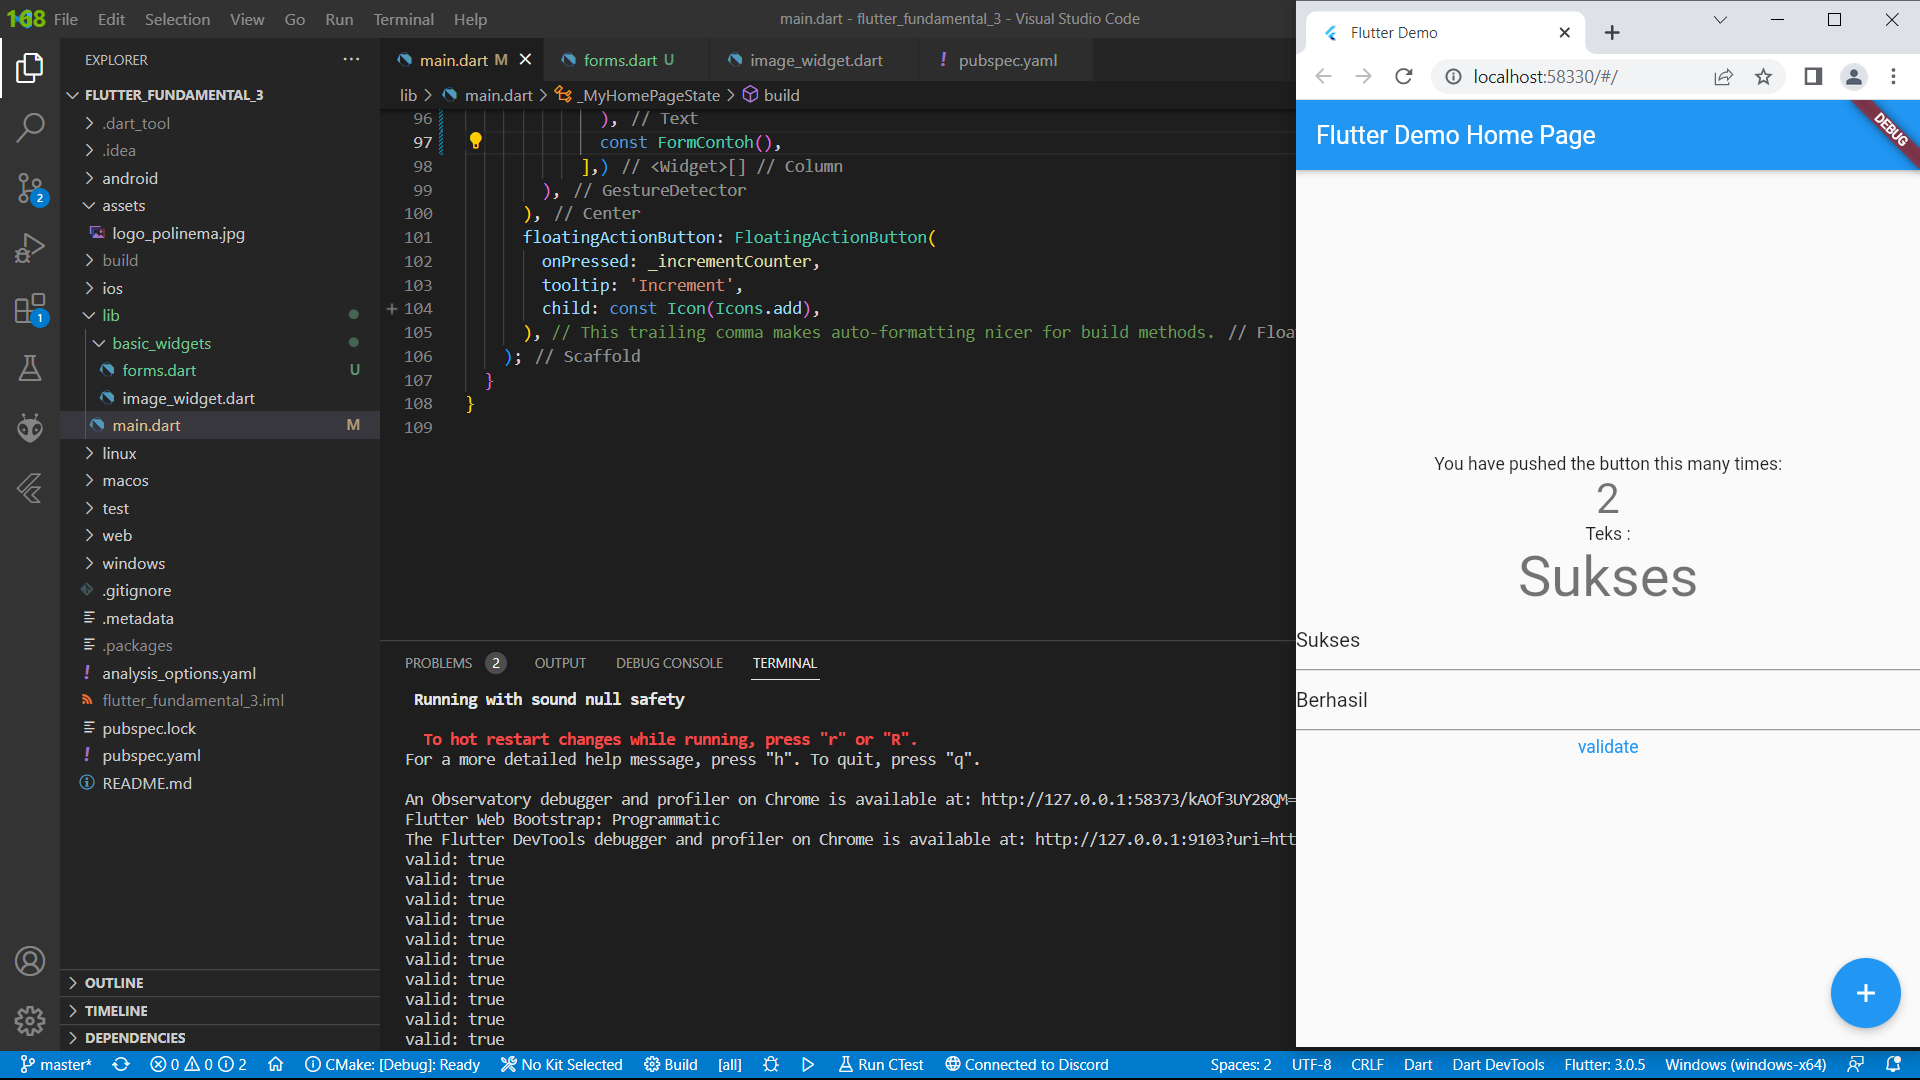 168
File Edit Selection View Go Run Terminal Help
main.dart - flutter_fundamental_3 - Visual Studio Code
EXPLORER
FLUTTER_FUNDAMENTAL_3
.dart_tool
.idea
android
assets
logo_polinema.jpg
build
ios
lib
basic_widgets
forms.dart U
image_widget.dart
main.dart M
linux
macos
test
web
windows
.gitignore
.metadata
.packages
analysis_options.yaml
flutter_fundamental_3.iml
pubspec.lock
pubspec.yaml
README.md
OUTLINE
TIMELINE
DEPENDENCIES
2
1
main.dart M forms.dart U image_widget.dart pubspec.yaml
lib > main.dart > _MyHomePageState > build
96 ), // Text
97 const FormContoh(),
98 ],) // <Widget>[] // Column
99 ), // GestureDetector
100 ), // Center
101 floatingActionButton: FloatingActionButton(
102 onPressed: _incrementCounter,
103 tooltip: 'Increment',
104 child: const Icon(Icons.add),
105 ), // This trailing comma makes auto-formatting nicer for build methods. // Floa
106 ); // Scaffold
107 }
108 }
109
PROBLEMS 2 OUTPUT DEBUG CONSOLE TERMINAL
Running with sound null safety
To hot restart changes while running, press "r" or "R".
For a more detailed help message, press "h". To quit, press "q".
An Observatory debugger and profiler on Chrome is available at: http://127.0.0.1:58373/kAOf3UY28QM=
Flutter Web Bootstrap: Programmatic
The Flutter DevTools debugger and profiler on Chrome is available at: http://127.0.0.1:9103?uri=htt
valid: true
valid: true
valid: true
valid: true
valid: true
valid: true
valid: true
valid: true
valid: true
valid: true
Flutter Demo
localhost:58330/#/
Flutter Demo Home Page
DEBUG
You have pushed the button this many times:
2
Teks :
Sukses
Sukses
Berhasil
validate
master* 0 0 2 CMake: [Debug]: Ready No Kit Selected Build [all] Run CTest Connected to Discord Spaces: 2 UTF-8 CRLF Dart Dart DevTools Flutter: 3.0.5 Windows (windows-x64)